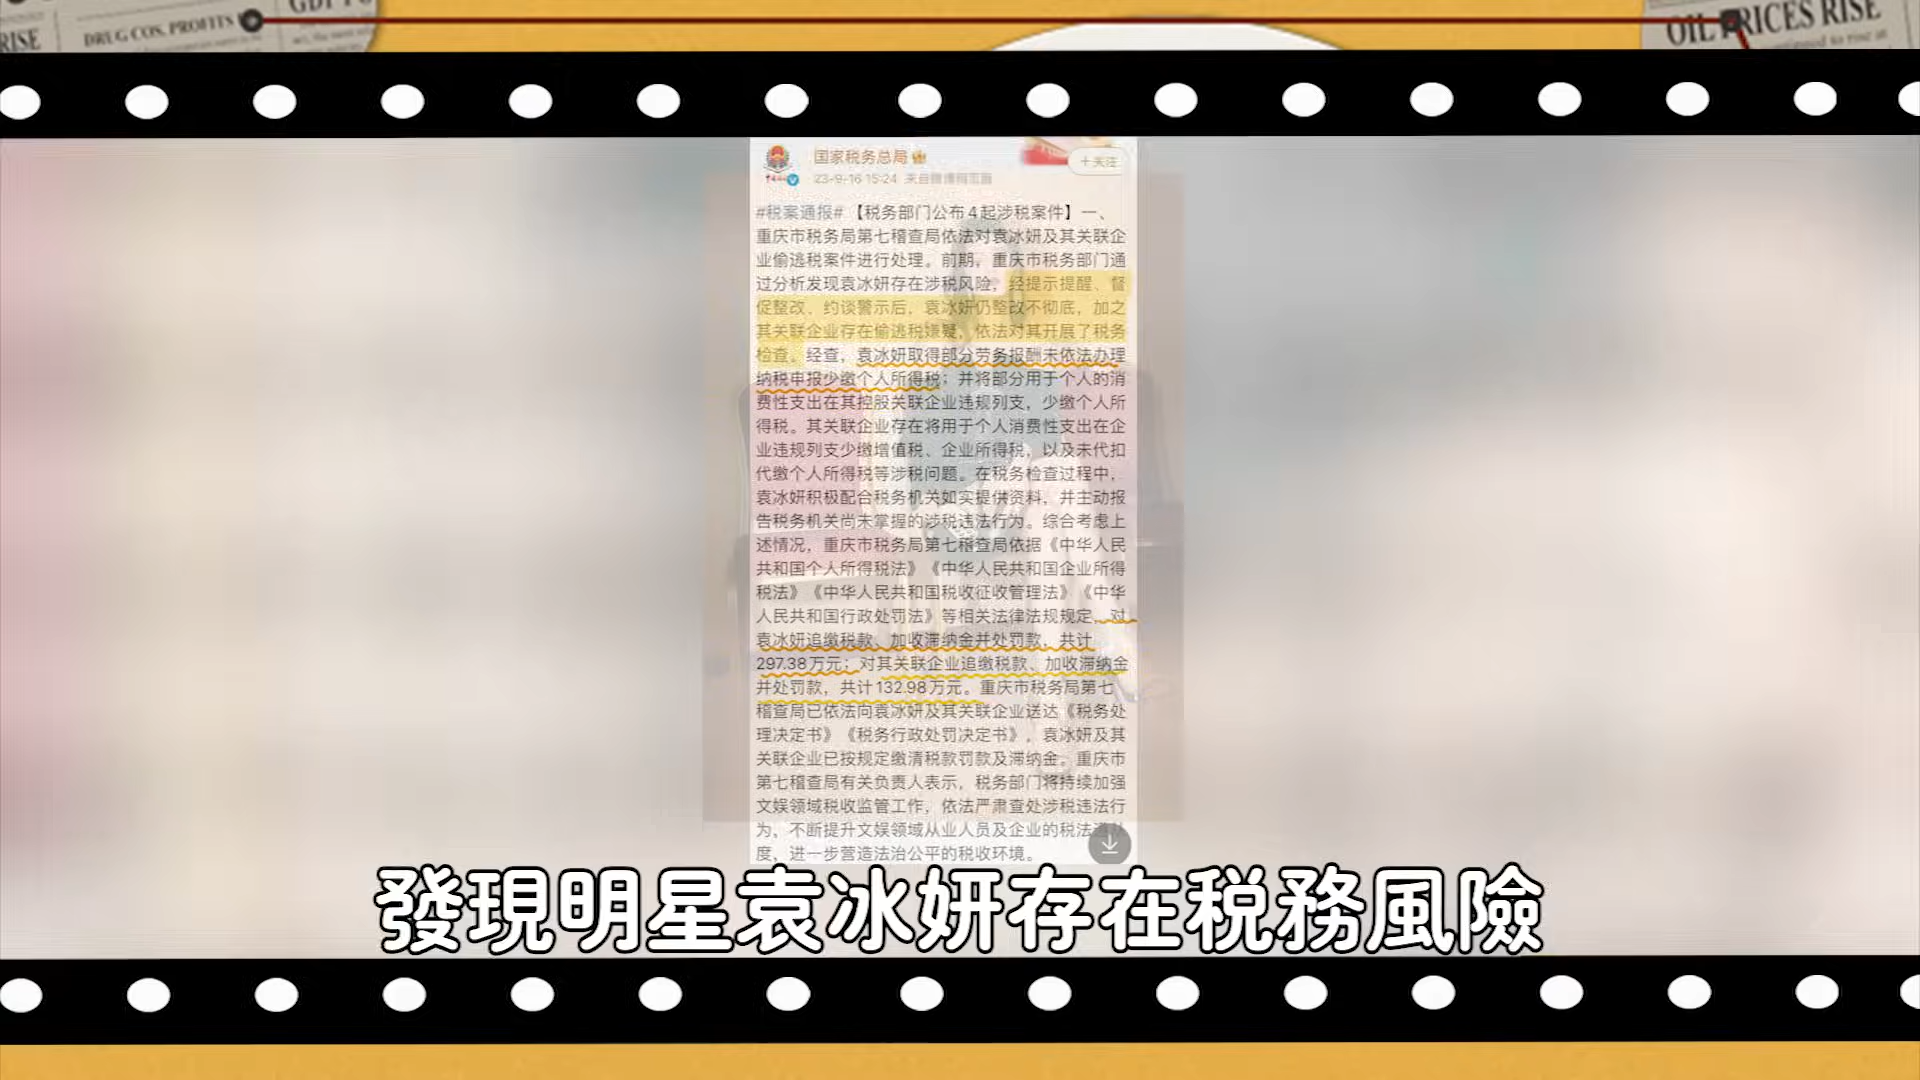 RISE
DRUG COS. PROFITS
OIL PRICES RISE
continued to rise at
国家税务总局
+关注
23-9-16 15:24 来自微博网页版
#税案通报# 【税务部门公布4起涉税案件】一、
重庆市税务局第七稽查局依法对袁冰妍及其关联企
业偷逃税案件进行处理。前期，重庆市税务部门通
过分析发现袁冰妍存在涉税风险，经提示提醒、督
促整改、约谈警示后，袁冰妍仍整改不彻底，加之
其关联企业存在偷逃税嫌疑，依法对其开展了税务
检查。经查，袁冰妍取得部分劳务报酬未依法办理
纳税申报少缴个人所得税；并将部分用于个人的消
费性支出在其控股关联企业违规列支，少缴个人所
得税。其关联企业存在将用于个人消费性支出在企
业违规列支少缴增值税、企业所得税，以及未代扣
代缴个人所得税等涉税问题。在税务检查过程中，
袁冰妍积极配合税务机关如实提供资料，并主动报
告税务机关尚未掌握的涉税违法行为。综合考虑上
述情况，重庆市税务局第七稽查局依据《中华人民
共和国个人所得税法》《中华人民共和国企业所得
税法》《中华人民共和国税收征收管理法》《中华
人民共和国行政处罚法》等相关法律法规规定，对
袁冰妍追缴税款、加收滞纳金并处罚款，共计
297.38万元；对其关联企业追缴税款、加收滞纳金
并处罚款，共计132.98万元。重庆市税务局第七
稽查局已依法向袁冰妍及其关联企业送达《税务处
理决定书》《税务行政处罚决定书》，袁冰妍及其
关联企业已按规定缴清税款罚款及滞纳金。重庆市
第七稽查局有关负责人表示，税务部门将持续加强
文娱领域税收监管工作，依法严肃查处涉税违法行
为，不断提升文娱领域从业人员及企业的税法遵从
度，进一步营造法治公平的税收环境。
發現明星袁冰妍存在税務風險